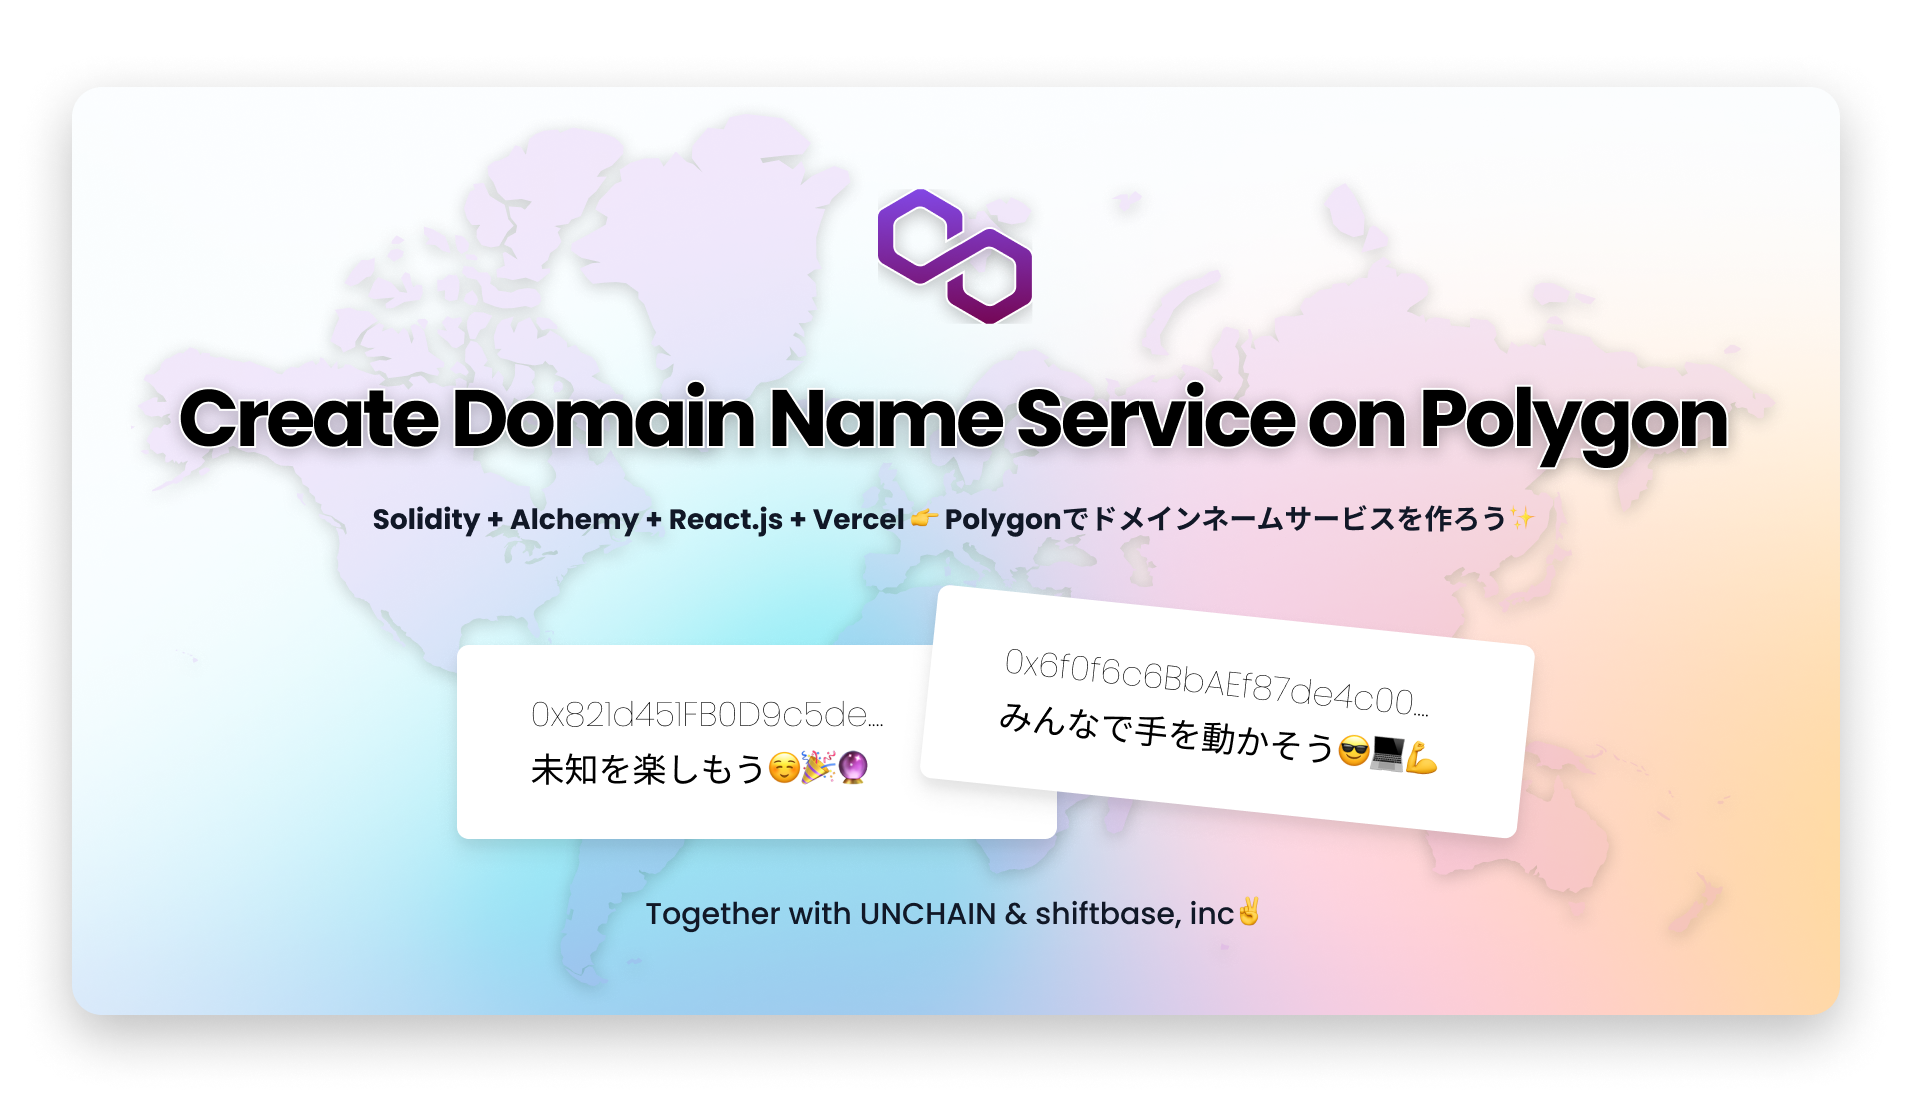 Create Domain Name Service on Polygon
Solidity + Alchemy + React.js + Vercel 👉 Polygonでドメインネームサービスを作ろう✨
0x821d451FB0D9c5de....
未知を楽しもう☺️🎉🔮
0x6f0f6c6BbAEf87de4c00....
みんなで手を動かそう😎💻💪
Together with UNCHAIN & shiftbase, inc✌️